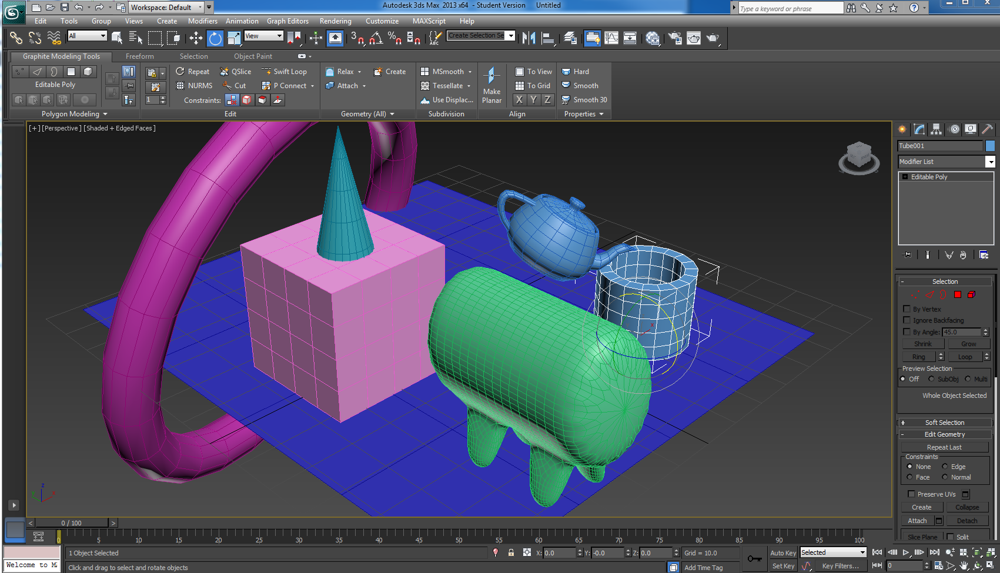 Workspace: Default
Autodesk 3ds Max 2013 x64 - Student Version Untitled
Type a keyword or phrase
Edit Tools Group Views Create Modifiers Animation Graph Editors Rendering Customize MAXScript Help
All
View
3
%
ABC
Create Selection Se
Graphite Modeling Tools Freeform Selection Object Paint
Editable Poly
Polygon Modeling
1
Repeat QSlice Swift Loop
NURMS Cut P Connect
Constraints:
Edit
Relax Create
Attach
Geometry (All)
MSmooth
Tessellate
Use Displac...
Subdivision
Make
Planar
To View
To Grid
X Y Z
Align
Hard
Smooth
Smooth 30
Properties
[+] [Perspective] [Shaded + Edged Faces]
x
z
x
Tube001
Modifier List
Editable Poly
- Selection
By Vertex
Ignore Backfacing
By Angle: 45.0
Shrink Grow
Ring Loop
Preview Selection
Off SubObj Multi
Whole Object Selected
+ Soft Selection
- Edit Geometry
Repeat Last
Constraints
None Edge
Face Normal
Preserve UVs
Create Collapse
Attach Detach
Slice Plane Split
< 0 / 100 >
0 5 10 15 20 25 30 35 40 45 50 55 60 65 70 75 80 85 90 95 100
1 Object Selected
X: 0.0 Y: -0.0 Z: 0.0 Grid = 10.0
Auto Key Selected
Welcome to M
Click and drag to select and rotate objects
Add Time Tag
Set Key Key Filters... 0